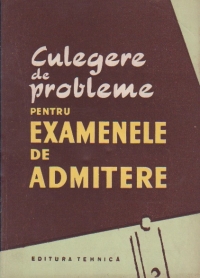 Culegere
de
probleme
PENTRU
EXAMENELE
DE
ADMITERE
EDITURA TEHNICĂ